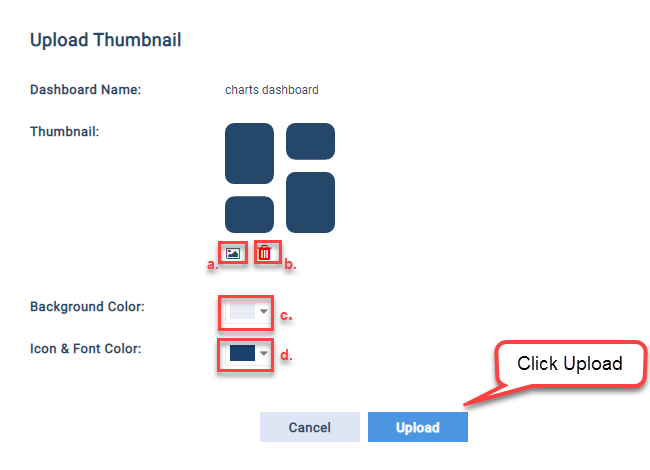 Upload Thumbnail
Dashboard Name: charts dashboard
Thumbnail:
a. b.
Background Color: c.
Icon & Font Color: d.
Click Upload
Cancel Upload